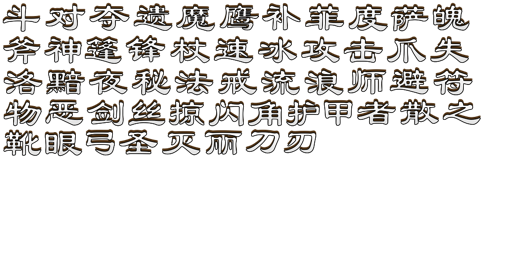 斗对夺遗魔鹰补菲度萨魄
斧神篷锋杖速冰攻击爪失
洛黯夜秘法戒流浪师避符
物恶剑丝掠闪角护甲者散之
靴眼弓圣灭丽刀刃